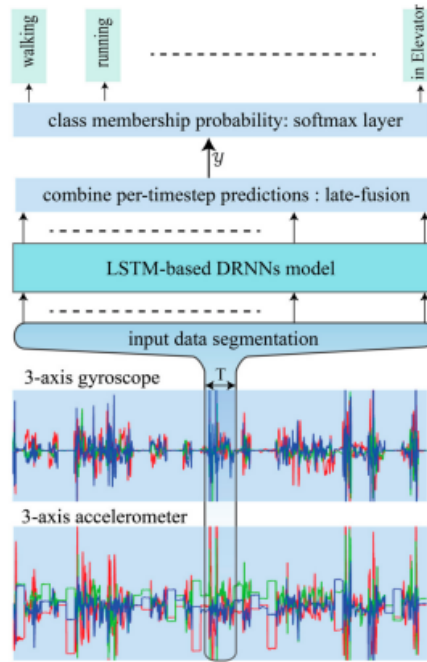 walking
running
in Elevator
class membership probability: softmax layer
y
combine per-timestep predictions : late-fusion
LSTM-based DRNNs model
input data segmentation
T
3-axis gyroscope
3-axis accelerometer